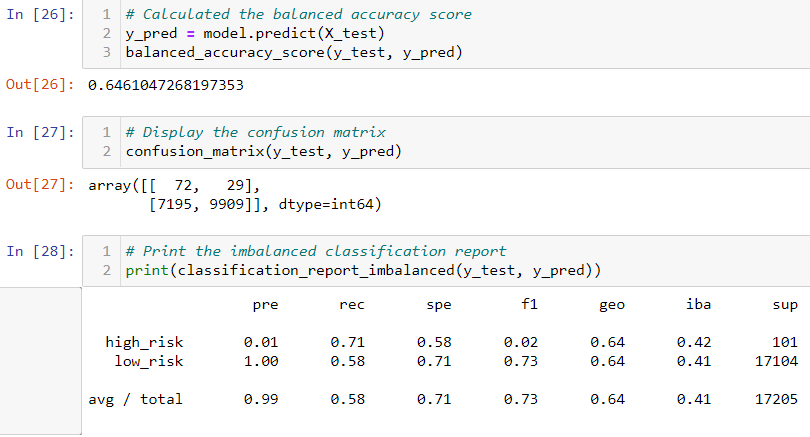 In [26]: 1 # Calculated the balanced accuracy score
2 y_pred = model.predict(X_test)
3 balanced_accuracy_score(y_test, y_pred)
Out[26]: 0.6461047268197353
In [27]: 1 # Display the confusion matrix
2 confusion_matrix(y_test, y_pred)
Out[27]: array([[  72,   29],
       [7195, 9909]], dtype=int64)
In [28]: 1 # Print the imbalanced classification report
2 print(classification_report_imbalanced(y_test, y_pred))
pre rec spe f1 geo iba sup
high_risk 0.01 0.71 0.58 0.02 0.64 0.42 101
low_risk 1.00 0.58 0.71 0.73 0.64 0.41 17104
avg / total 0.99 0.58 0.71 0.73 0.64 0.41 17205